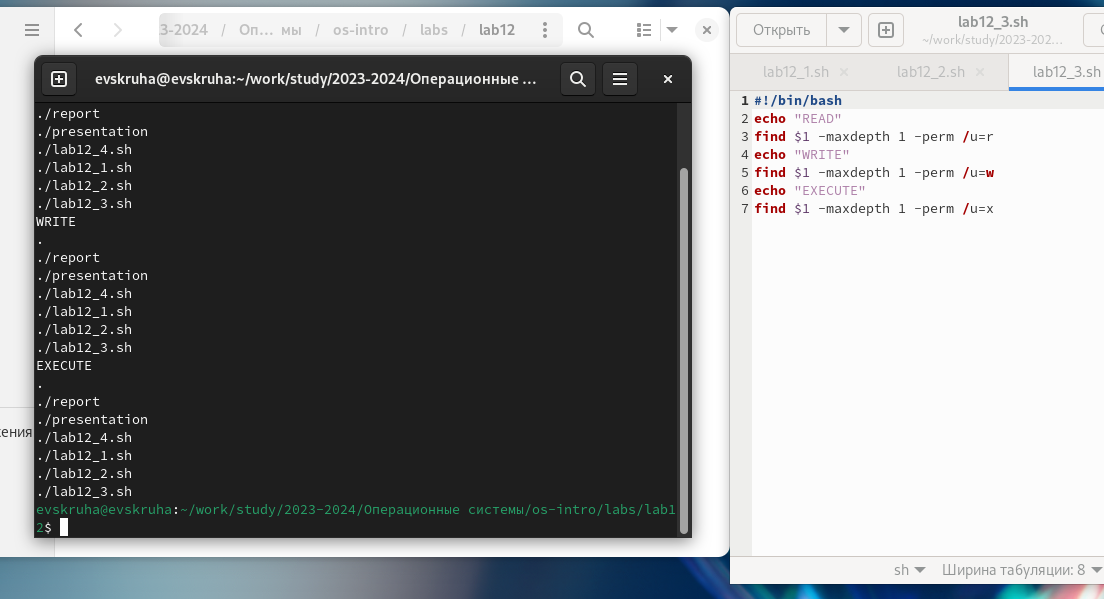 3-2024 / Оп… мы / os-intro / labs / lab12
evskruha@evskruha:~/work/study/2023-2024/Операционные …
./report
./presentation
./lab12_4.sh
./lab12_1.sh
./lab12_2.sh
./lab12_3.sh
WRITE
.
./report
./presentation
./lab12_4.sh
./lab12_1.sh
./lab12_2.sh
./lab12_3.sh
EXECUTE
.
./report
./presentation
./lab12_4.sh
./lab12_1.sh
./lab12_2.sh
./lab12_3.sh
evskruha@evskruha:~/work/study/2023-2024/Операционные системы/os-intro/labs/lab1
2$
жения
Открыть
lab12_3.sh
~/work/study/2023-202…
lab12_1.sh
lab12_2.sh
lab12_3.sh
1 #!/bin/bash
2 echo "READ"
3 find $1 -maxdepth 1 -perm /u=r
4 echo "WRITE"
5 find $1 -maxdepth 1 -perm /u=w
6 echo "EXECUTE"
7 find $1 -maxdepth 1 -perm /u=x
sh
Ширина табуляции: 8